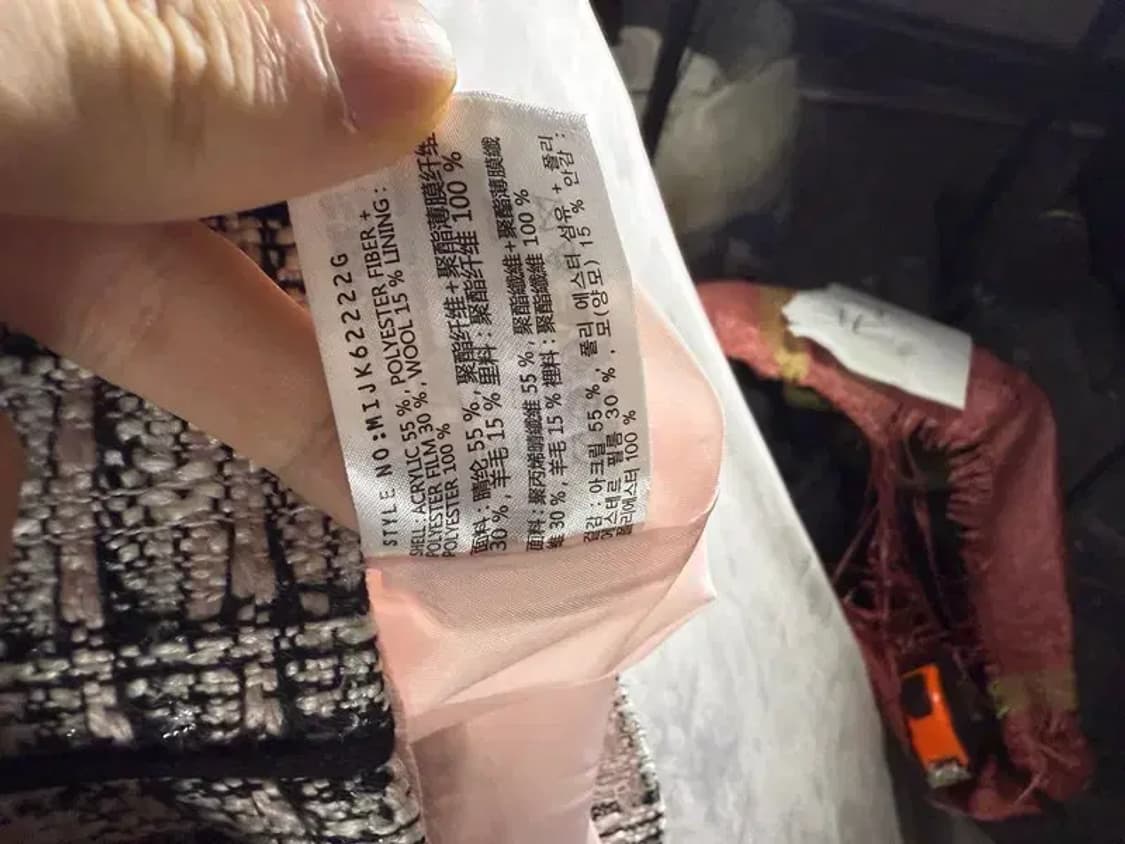 STYLE NO:MIJK62222G
SHELL: ACRYLIC 55 %, POLYESTER FIBER +
POLYESTER FILM 30 %, WOOL 15 % LINING :
POLYESTER 100 %
面料 : 腈纶 55 %, 聚酯纤维+聚酯薄膜纤维
30 %, 羊毛 15 % 里料 : 聚酯纤维 100 %
面料 : 聚丙烯腈纖維 55 %, 聚酯纖維+聚酯薄膜纖
維 30 %, 羊毛 15 % 裡料 : 聚酯纖維 100 %
겉감 : 아크릴 55 %, 폴리 에스터 섬유 + 폴리
에스테르 필름 30 %, 모(양모) 15 % 안감 :
폴리에스터 100 %